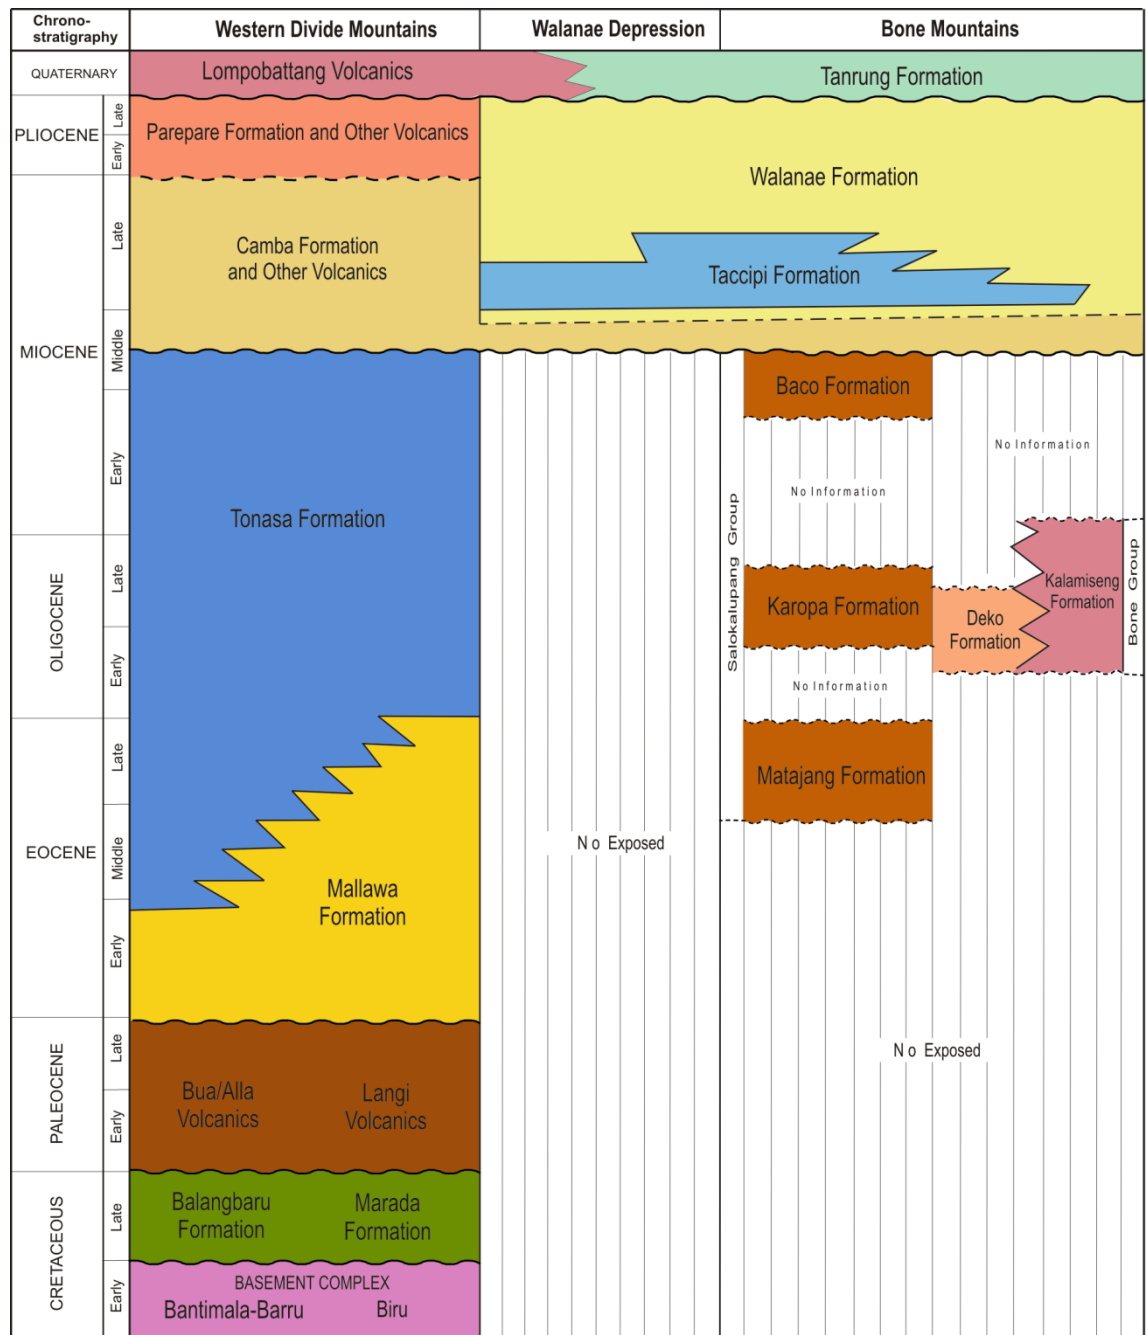 Chrono-
stratigraphy
Western Divide Mountains
Walanae Depression
Bone Mountains
QUATERNARY
Lompobattang Volcanics
Tanrung Formation
PLIOCENE
Late
Early
Parepare Formation and Other Volcanics
Walanae Formation
MIOCENE
Late
Middle
Early
Camba Formation
and Other Volcanics
Taccipi Formation
Baco Formation
No Information
No Information
Tonasa Formation
Salokalupang Group
Bone Group
OLIGOCENE
Late
Early
Karopa Formation
Kalamiseng
Formation
Deko
Formation
No Information
EOCENE
Late
Middle
Early
Matajang Formation
No Exposed
Mallawa
Formation
PALEOCENE
Late
Early
Bua/Alla
Volcanics
Langi
Volcanics
No Exposed
CRETACEOUS
Late
Early
Balangbaru
Formation
Marada
Formation
BASEMENT COMPLEX
Bantimala-Barru
Biru